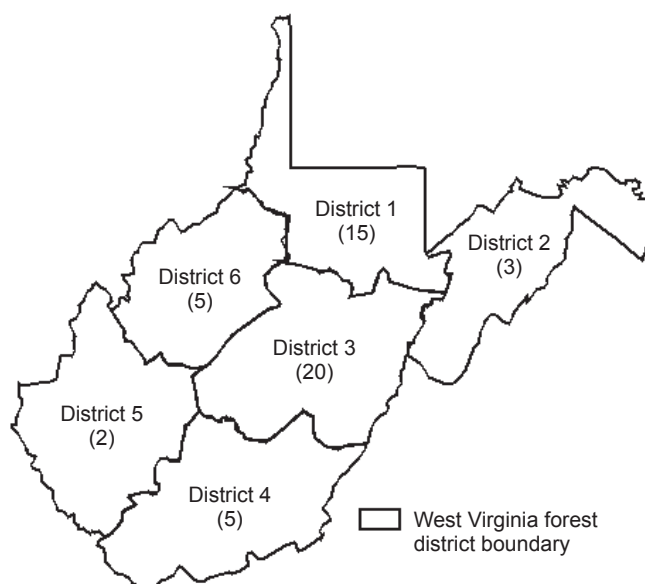 District 1
(15)
District 2
(3)
District 6
(5)
District 3
(20)
District 5
(2)
District 4
(5)
West Virginia forest
district boundary